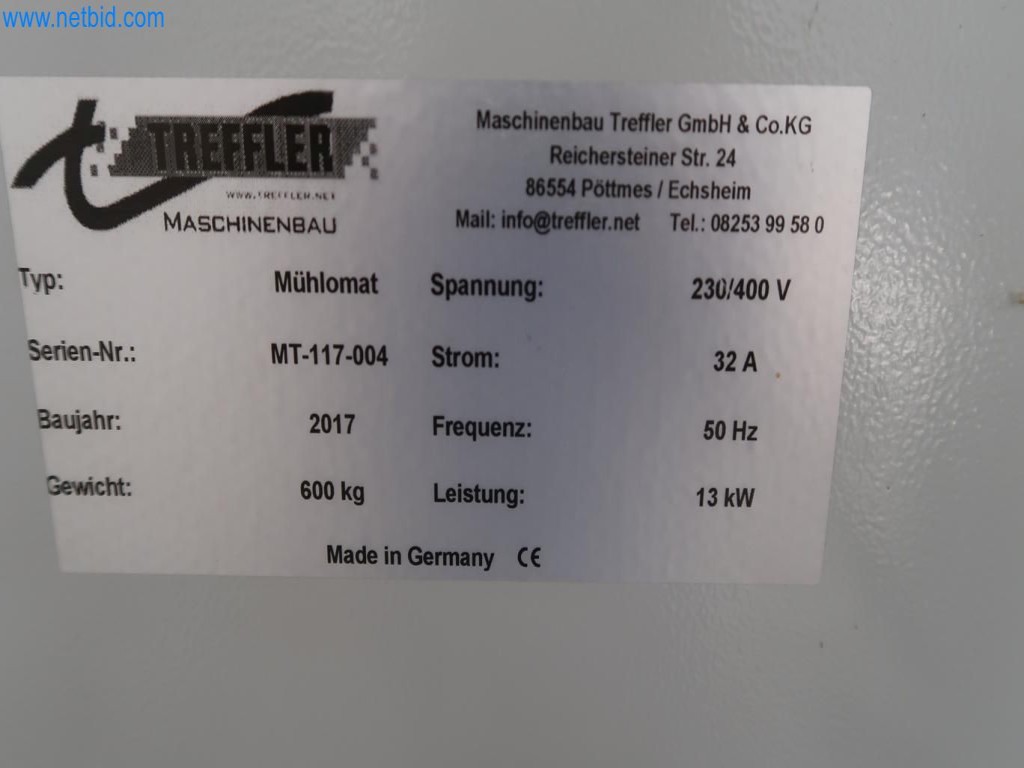 www.netbid.com
TREFFLER
WWW.TREFFLER.NET
MASCHINENBAU
Maschinenbau Treffler GmbH & Co.KG
Reichersteiner Str. 24
86554 Pöttmes / Echsheim
Mail: info@treffler.net Tel.: 08253 99 58 0
Typ: Mühlomat Spannung: 230/400 V
Serien-Nr.: MT-117-004 Strom: 32 A
Baujahr: 2017 Frequenz: 50 Hz
Gewicht: 600 kg Leistung: 13 kW
Made in Germany CE